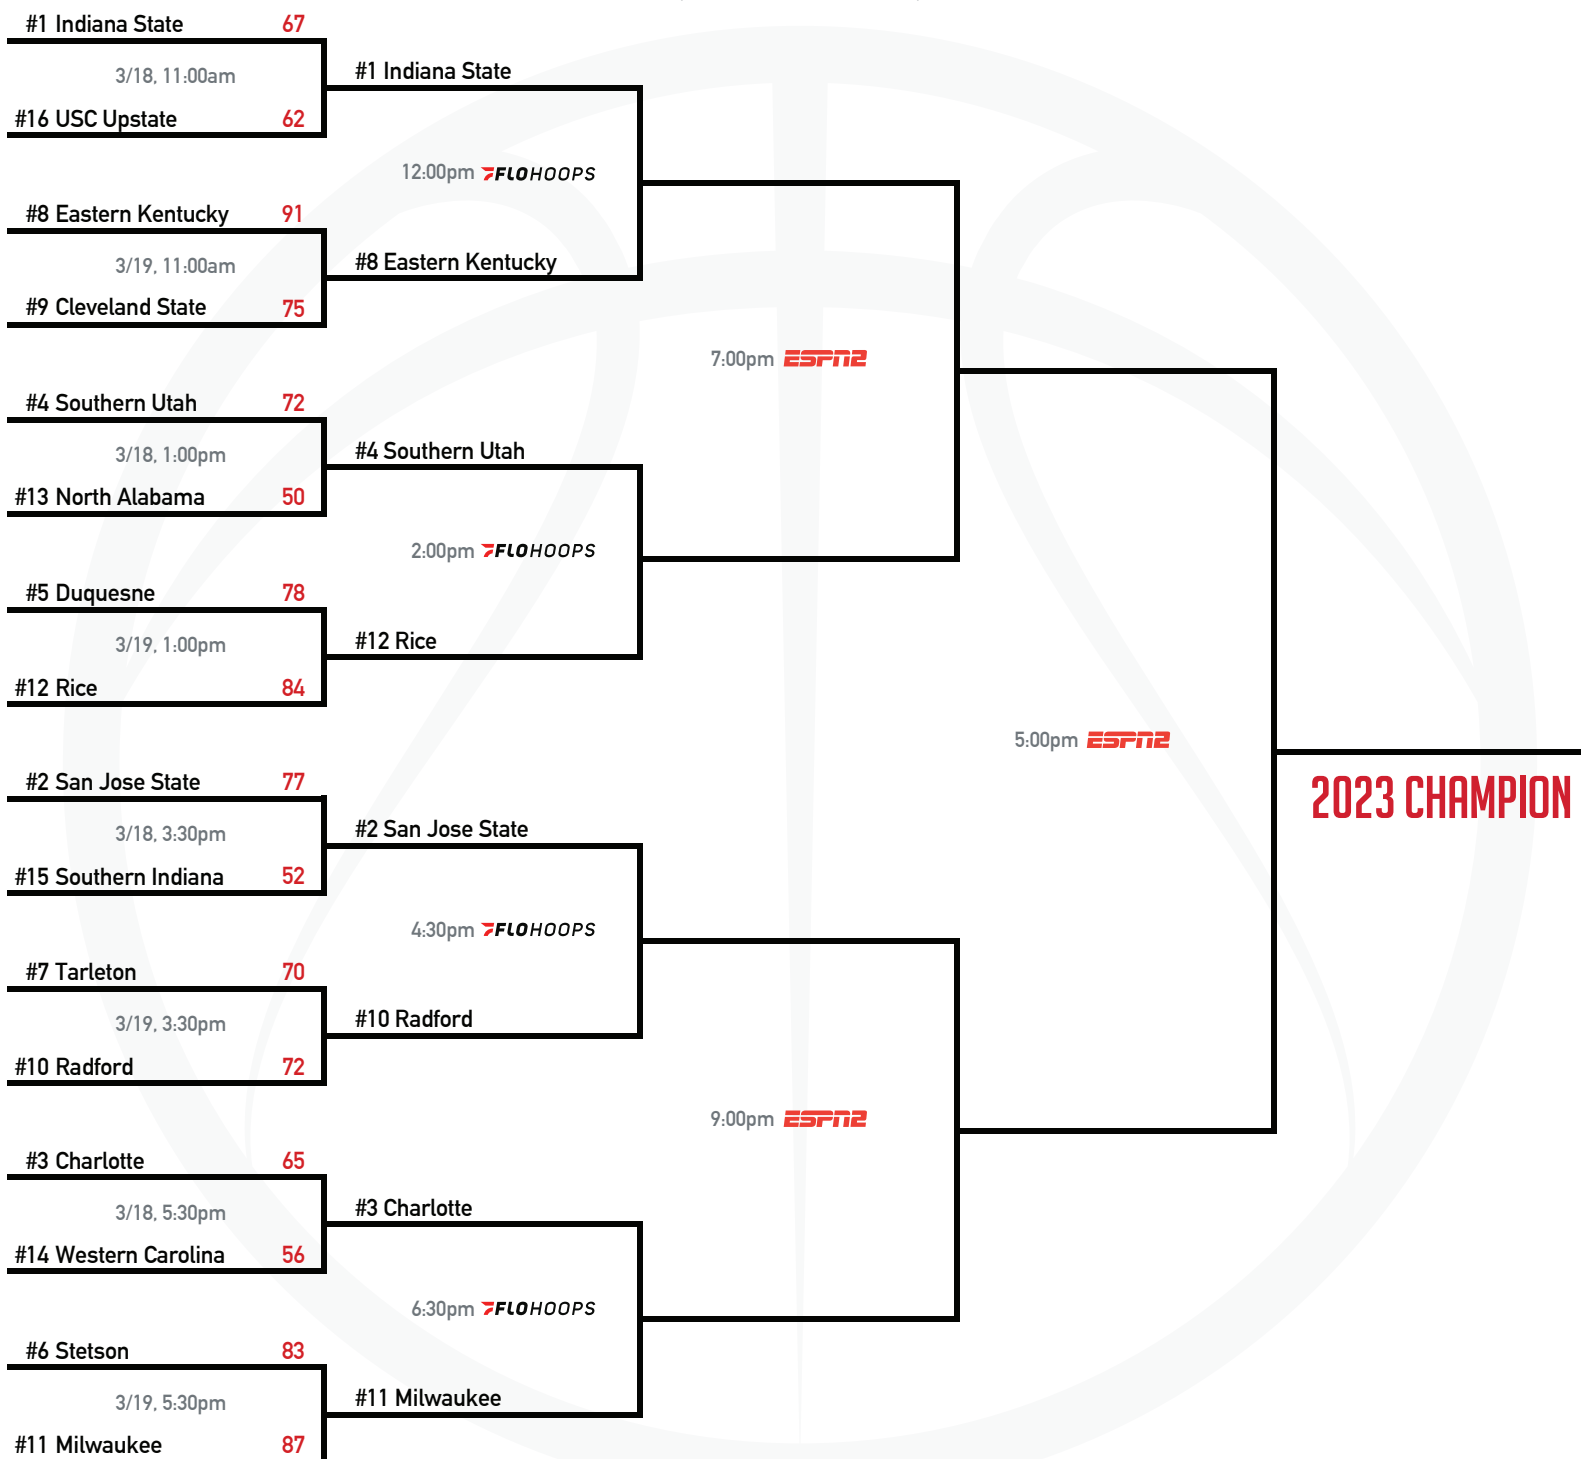 #1 Indiana State 67
3/18, 11:00am
#16 USC Upstate 62
#1 Indiana State
12:00pm FLOHOOPS
#8 Eastern Kentucky 91
3/19, 11:00am
#9 Cleveland State 75
#8 Eastern Kentucky
7:00pm ESPN2
#4 Southern Utah 72
3/18, 1:00pm
#13 North Alabama 50
#4 Southern Utah
2:00pm FLOHOOPS
#5 Duquesne 78
3/19, 1:00pm
#12 Rice 84
#12 Rice
5:00pm ESPN2
2023 CHAMPION
#2 San Jose State 77
3/18, 3:30pm
#15 Southern Indiana 52
#2 San Jose State
4:30pm FLOHOOPS
#7 Tarleton 70
3/19, 3:30pm
#10 Radford 72
#10 Radford
9:00pm ESPN2
#3 Charlotte 65
3/18, 5:30pm
#14 Western Carolina 56
#3 Charlotte
6:30pm FLOHOOPS
#6 Stetson 83
3/19, 5:30pm
#11 Milwaukee 87
#11 Milwaukee